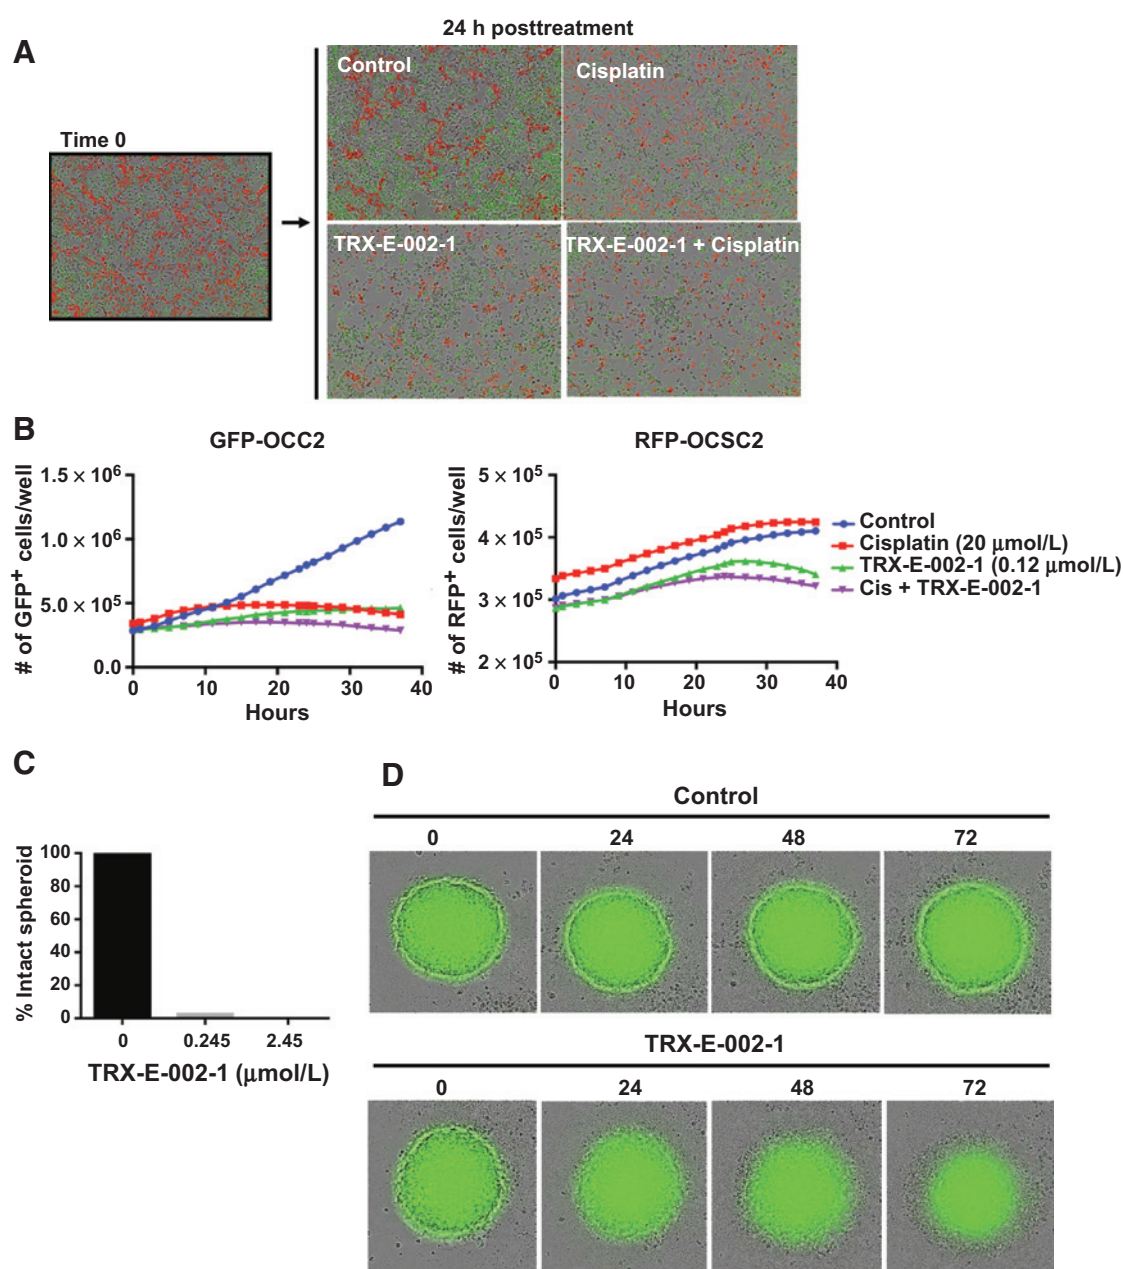 A
24 h posttreatment
Time 0
Control
Cisplatin
TRX-E-002-1
TRX-E-002-1 + Cisplatin
B
GFP-OCC2
# of GFP⁺ cells/well
1.5 × 10⁶
1.0 × 10⁶
5.0 × 10⁵
0.0
0 10 20 30 40
Hours
RFP-OCSC2
# of RFP⁺ cells/well
5 × 10⁵
4 × 10⁵
3 × 10⁵
2 × 10⁵
0 10 20 30 40
Hours
Control
Cisplatin (20 μmol/L)
TRX-E-002-1 (0.12 μmol/L)
Cis + TRX-E-002-1
C
% Intact spheroid
100
80
60
40
20
0
0 0.245 2.45
TRX-E-002-1 (μmol/L)
D
Control
0 24 48 72
TRX-E-002-1
0 24 48 72